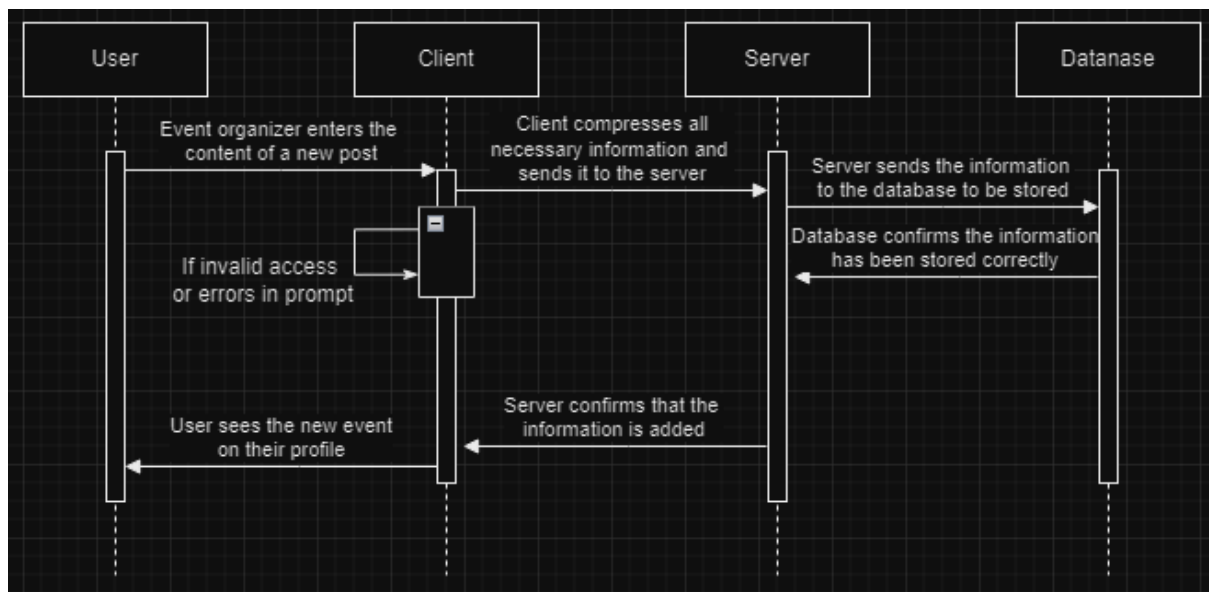 User
Client
Server
Datanase
Event organizer enters the
content of a new post
Client compresses all
necessary information and
sends it to the server
Server sends the information
to the database to be stored
Database confirms the information
has been stored correctly
If invalid access
or errors in prompt
Server confirms that the
information is added
User sees the new event
on their profile